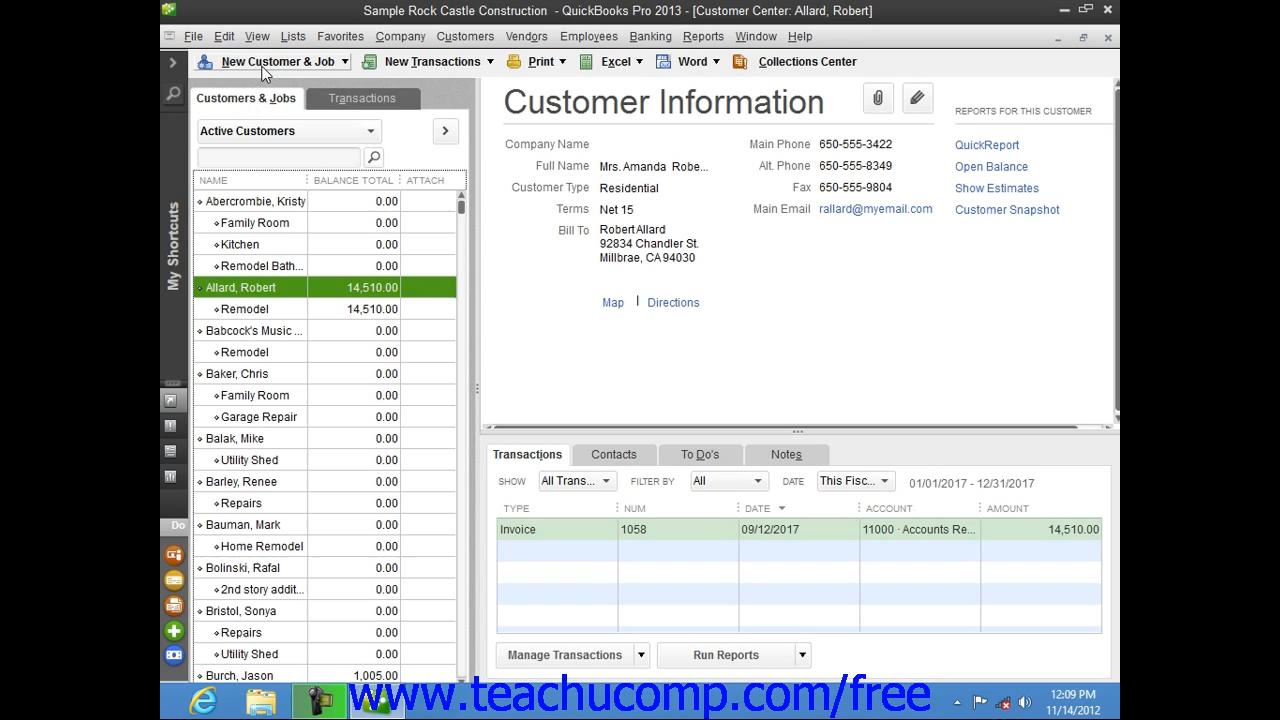 Sample Rock Castle Construction - QuickBooks Pro 2013 - [Customer Center: Allard, Robert]
File Edit View Lists Favorites Company Customers Vendors Employees Banking Reports Window Help
New Customer & Job New Transactions Print Excel Word Collections Center
My Shortcuts
Do
Customers & Jobs Transactions
Active Customers
NAME BALANCE TOTAL ATTACH
Abercrombie, Kristy 0.00
Family Room 0.00
Kitchen 0.00
Remodel Bath... 0.00
Allard, Robert 14,510.00
Remodel 14,510.00
Babcock's Music ... 0.00
Remodel 0.00
Baker, Chris 0.00
Family Room 0.00
Garage Repair 0.00
Balak, Mike 0.00
Utility Shed 0.00
Barley, Renee 0.00
Repairs 0.00
Bauman, Mark 0.00
Home Remodel 0.00
Bolinski, Rafal 0.00
2nd story addit... 0.00
Bristol, Sonya 0.00
Repairs 0.00
Utility Shed 0.00
Burch, Jason 1,005.00
Customer Information
Company Name
Full Name Mrs. Amanda Robe...
Customer Type Residential
Terms Net 15
Bill To Robert Allard
92834 Chandler St.
Millbrae, CA 94030
Map | Directions
Main Phone 650-555-3422
Alt. Phone 650-555-8349
Fax 650-555-9804
Main Email rallard@myemail.com
REPORTS FOR THIS CUSTOMER
QuickReport
Open Balance
Show Estimates
Customer Snapshot
Transactions Contacts To Do's Notes
SHOW All Trans... FILTER BY All DATE This Fisc... 01/01/2017 - 12/31/2017
TYPE NUM DATE ACCOUNT AMOUNT
Invoice 1058 09/12/2017 11000 · Accounts Re... 14,510.00
Manage Transactions Run Reports
www.teachucomp.com/free
12:09 PM
11/14/2012